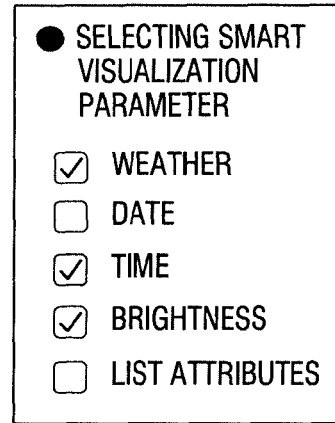 SELECTING SMART
VISUALIZATION
PARAMETER
WEATHER
DATE
TIME
BRIGHTNESS
LIST ATTRIBUTES